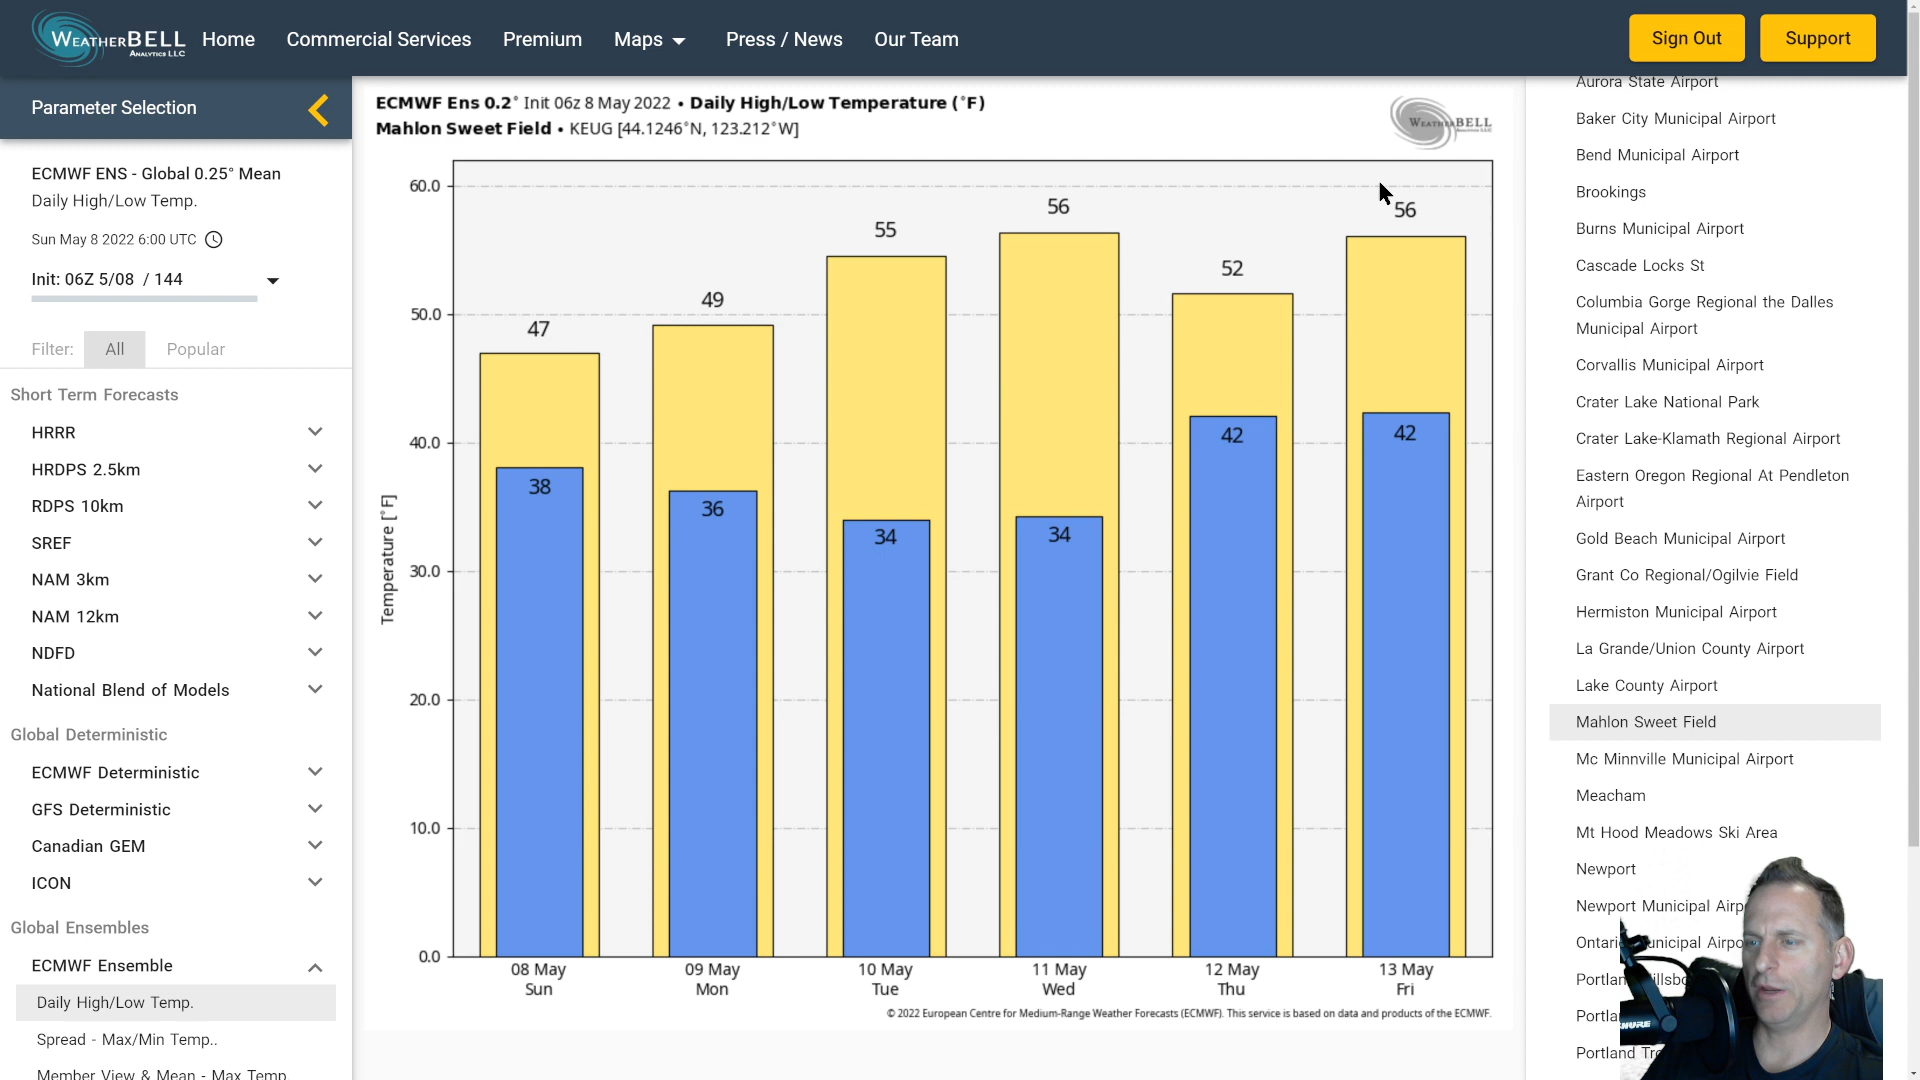 WEATHERBELL
ANALYTICS LLC
Home
Commercial Services
Premium
Maps
Press / News
Our Team
Sign Out
Support
Parameter Selection
ECMWF ENS - Global 0.25° Mean
Daily High/Low Temp.
Sun May 8 2022 6:00 UTC
Init: 06Z 5/08 / 144
Filter:
All
Popular
Short Term Forecasts
HRRR
HRDPS 2.5km
RDPS 10km
SREF
NAM 3km
NAM 12km
NDFD
National Blend of Models
Global Deterministic
ECMWF Deterministic
GFS Deterministic
Canadian GEM
ICON
Global Ensembles
ECMWF Ensemble
Daily High/Low Temp.
Spread - Max/Min Temp..
Member View & Mean - Max Temp.
ECMWF Ens 0.2° Init 06z 8 May 2022 • Daily High/Low Temperature (°F)
Mahlon Sweet Field • KEUG [44.1246°N, 123.212°W]
WEATHERBELL
60.0
50.0
40.0
30.0
20.0
10.0
0.0
Temperature [°F]
47
49
55
56
52
56
38
36
34
34
42
42
08 May
Sun
09 May
Mon
10 May
Tue
11 May
Wed
12 May
Thu
13 May
Fri
© 2022 European Centre for Medium-Range Weather Forecasts (ECMWF). This service is based on data and products of the ECMWF.
Aurora State Airport
Baker City Municipal Airport
Bend Municipal Airport
Brookings
Burns Municipal Airport
Cascade Locks St
Columbia Gorge Regional the Dalles
Municipal Airport
Corvallis Municipal Airport
Crater Lake National Park
Crater Lake-Klamath Regional Airport
Eastern Oregon Regional At Pendleton
Airport
Gold Beach Municipal Airport
Grant Co Regional/Ogilvie Field
Hermiston Municipal Airport
La Grande/Union County Airport
Lake County Airport
Mahlon Sweet Field
Mc Minnville Municipal Airport
Meacham
Mt Hood Meadows Ski Area
Newport
Newport Municipal
Portland
SHURE